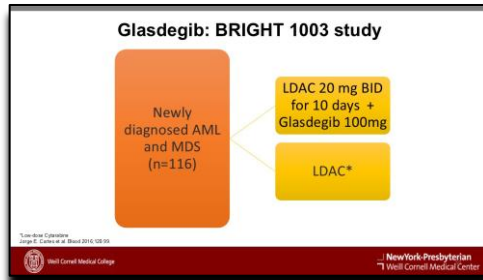 Glasdegib: BRIGHT 1003 study
Newly
diagnosed AML
and MDS
(n=116)
LDAC 20 mg BID
for 10 days +
Glasdegib 100mg
LDAC*
*Low dose Cytarabine
Jorge E. Cortes et al. Blood 2016;128:99
Weill Cornell Medical College
NewYork-Presbyterian
Weill Cornell Medical Center